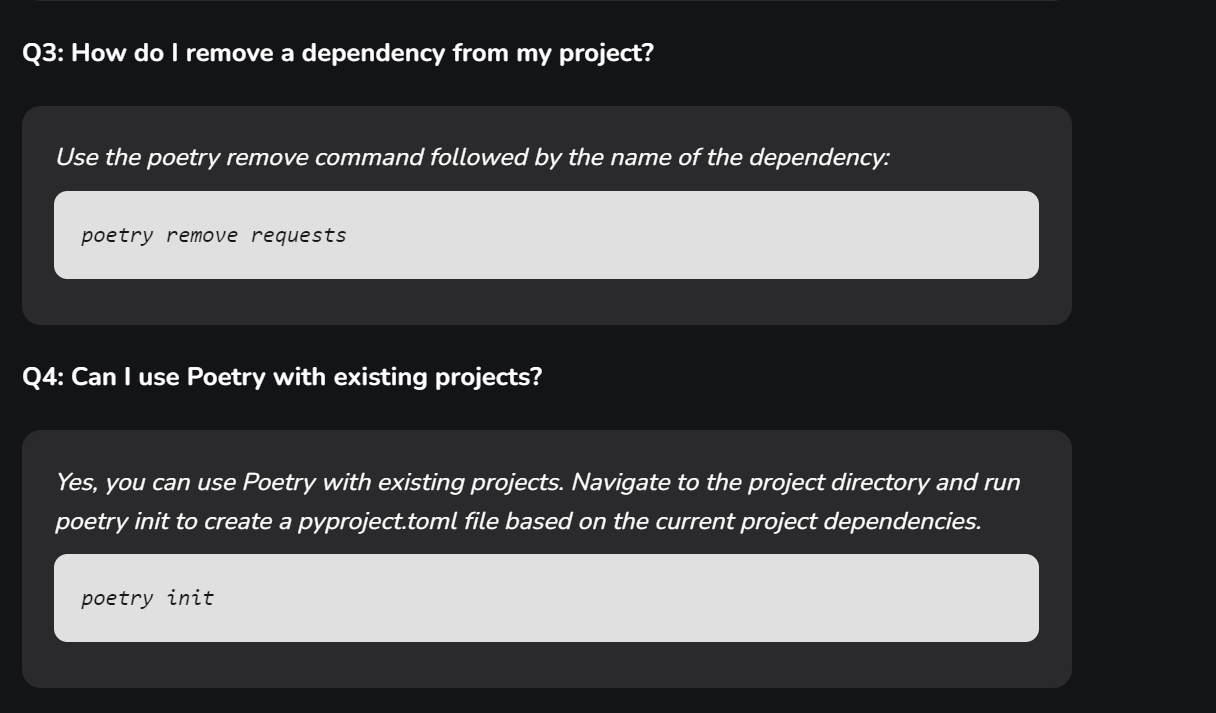 Q3: How do I remove a dependency from my project?
Use the poetry remove command followed by the name of the dependency:
poetry remove requests
Q4: Can I use Poetry with existing projects?
Yes, you can use Poetry with existing projects. Navigate to the project directory and run
poetry init to create a pyproject.toml file based on the current project dependencies.
poetry init